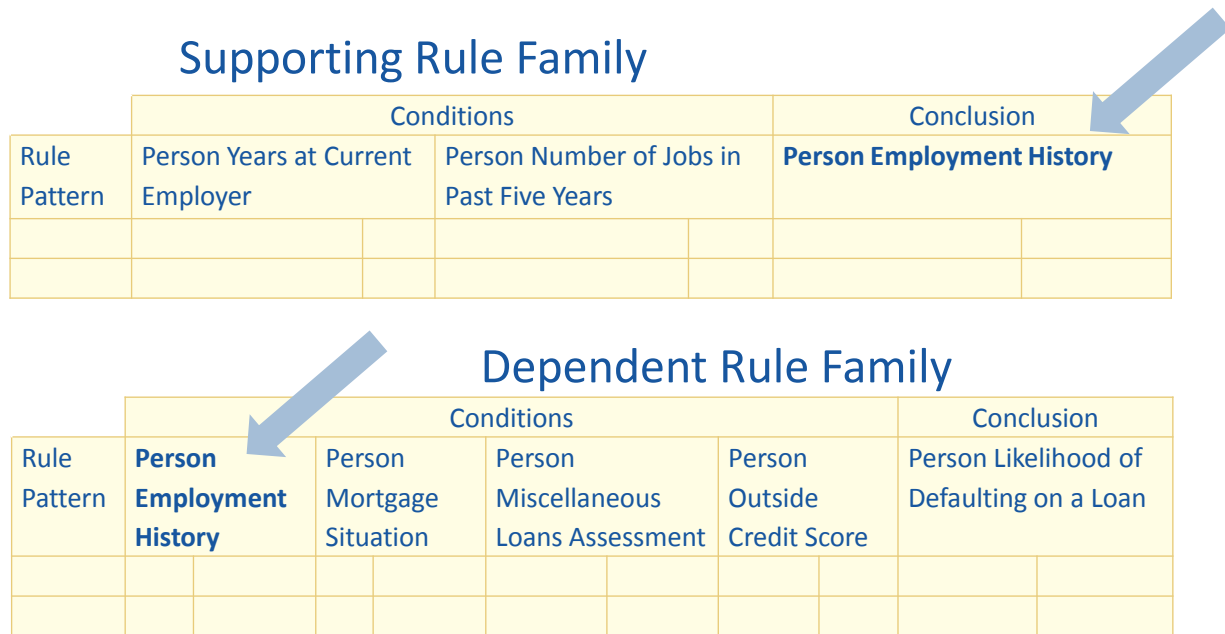 Supporting Rule Family
Conditions Conclusion
Rule Person Years at Current Person Number of Jobs in Person Employment History
Pattern Employer Past Five Years
Dependent Rule Family
Conditions Conclusion
Rule Person Person Person Person Person Likelihood of
Pattern Employment Mortgage Miscellaneous Outside Defaulting on a Loan
History Situation Loans Assessment Credit Score